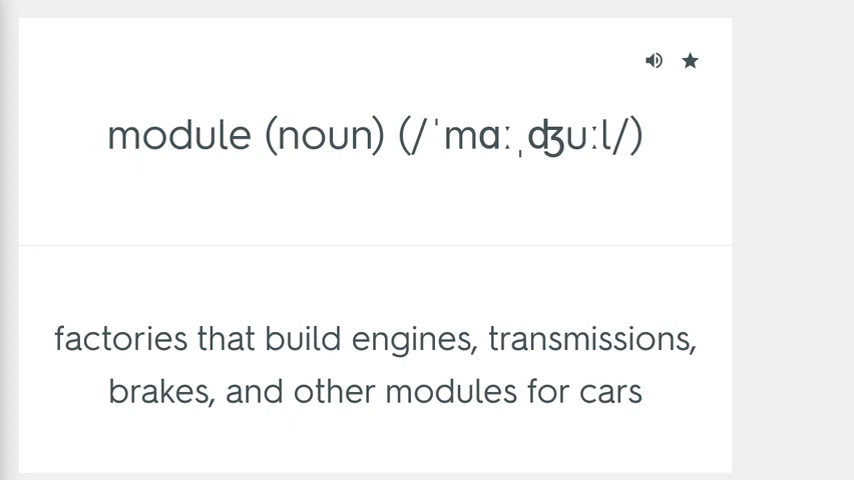 module (noun) (/ˈmɑːˌʤuːl/)
factories that build engines, transmissions,
brakes, and other modules for cars